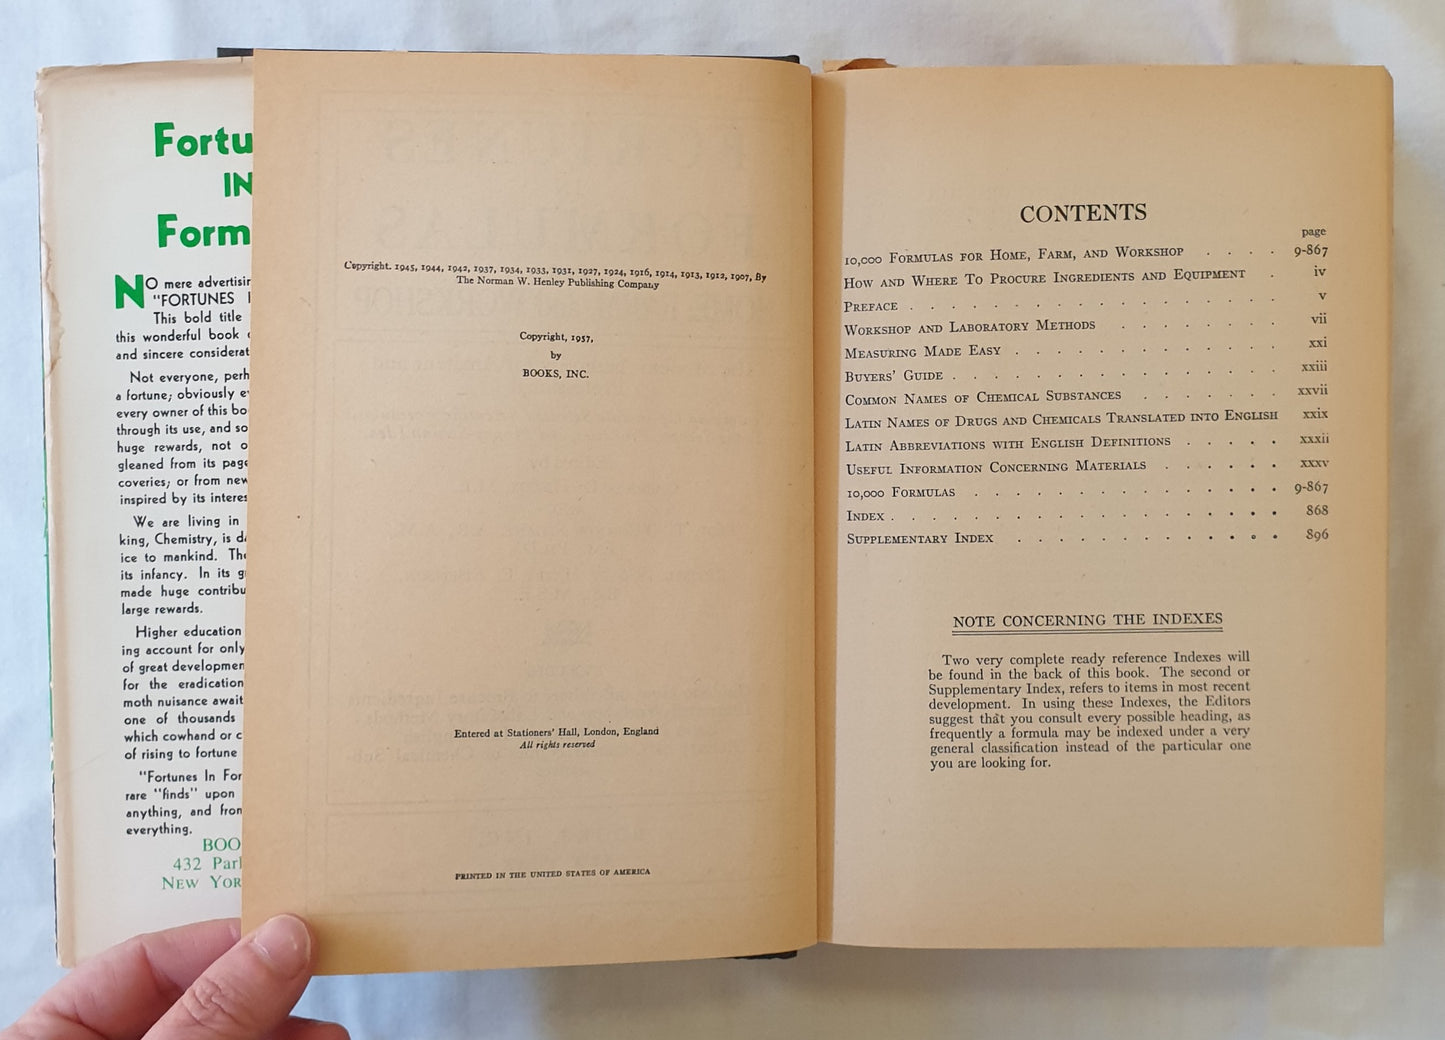 Fortu
IN
Form
NO mere advertisin
"FORTUNES I
This bold title
this wonderful book
and sincere considerat
Not everyone, perh
a fortune; obviously e
every owner of this bo
through its use, and so
huge rewards, not o
gleaned from its page
coveries; or from new
inspired by its interes
We are living in
king, Chemistry, is d
ice to mankind. The
its infancy. In its g
made huge contribu
large rewards.
Higher education
ing account for only
of great developmen
for the eradication
moth nuisance await
one of thousands
which cowhand or c
of rising to fortune
"Fortunes In For
rare "finds" upon
anything, and from
everything.
BOO
432 Park
NEW YOR
Copyright. 1945, 1944, 1942, 1937, 1934, 1933, 1931, 1927, 1924, 1916, 1914, 1913, 1912, 1907, By
The Norman W. Henley Publishing Company
Copyright, 1957,
by
BOOKS, INC.
Entered at Stationers' Hall, London, England
All rights reserved
PRINTED IN THE UNITED STATES OF AMERICA
CONTENTS
page
10,000 FORMULAS FOR HOME, FARM, AND WORKSHOP . . . . 9-867
HOW AND WHERE TO PROCURE INGREDIENTS AND EQUIPMENT . iv
PREFACE . . . . . . . . . . . . . . . . . . v
WORKSHOP AND LABORATORY METHODS . . . . . . . . vii
MEASURING MADE EASY . . . . . . . . . . . . . xxi
BUYERS' GUIDE . . . . . . . . . . . . . . . . xxiii
COMMON NAMES OF CHEMICAL SUBSTANCES . . . . . . . xxvii
LATIN NAMES OF DRUGS AND CHEMICALS TRANSLATED INTO ENGLISH xxix
LATIN ABBREVIATIONS WITH ENGLISH DEFINITIONS . . . . . xxxii
USEFUL INFORMATION CONCERNING MATERIALS . . . . . . xxxv
10,000 FORMULAS . . . . . . . . . . . . . . . 9-867
INDEX . . . . . . . . . . . . . . . . . . . 868
SUPPLEMENTARY INDEX . . . . . . . . . . . . . 896
NOTE CONCERNING THE INDEXES
Two very complete ready reference Indexes will
be found in the back of this book. The second or
Supplementary Index, refers to items in most recent
development. In using these Indexes, the Editors
suggest that you consult every possible heading, as
frequently a formula may be indexed under a very
general classification instead of the particular one
you are looking for.